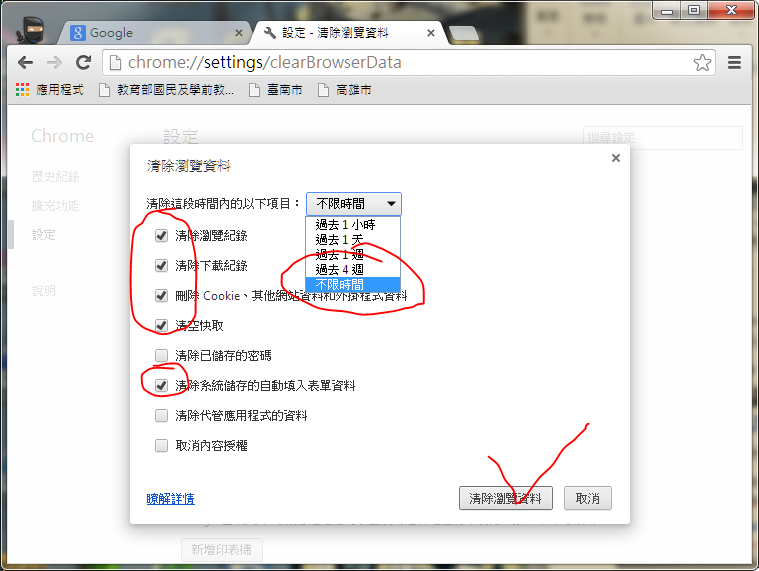 Google
設定 - 清除瀏覽資料
chrome://settings/clearBrowserData
應用程式
教育部國民及學前教...
臺南市
高雄市
Chrome
設定
搜尋設定
歷史紀錄
擴充功能
設定
說明
清除瀏覽資料
清除這段時間內的以下項目：
不限時間
過去 1 小時
過去 1 天
過去 1 週
過去 4 週
不限時間
清除瀏覽紀錄
清除下載紀錄
刪除 Cookie、其他網站資料和外掛程式資料
清空快取
清除已儲存的密碼
清除系統儲存的自動填入表單資料
清除代管應用程式的資料
取消內容授權
瞭解詳情
清除瀏覽資料
取消
新增印表機